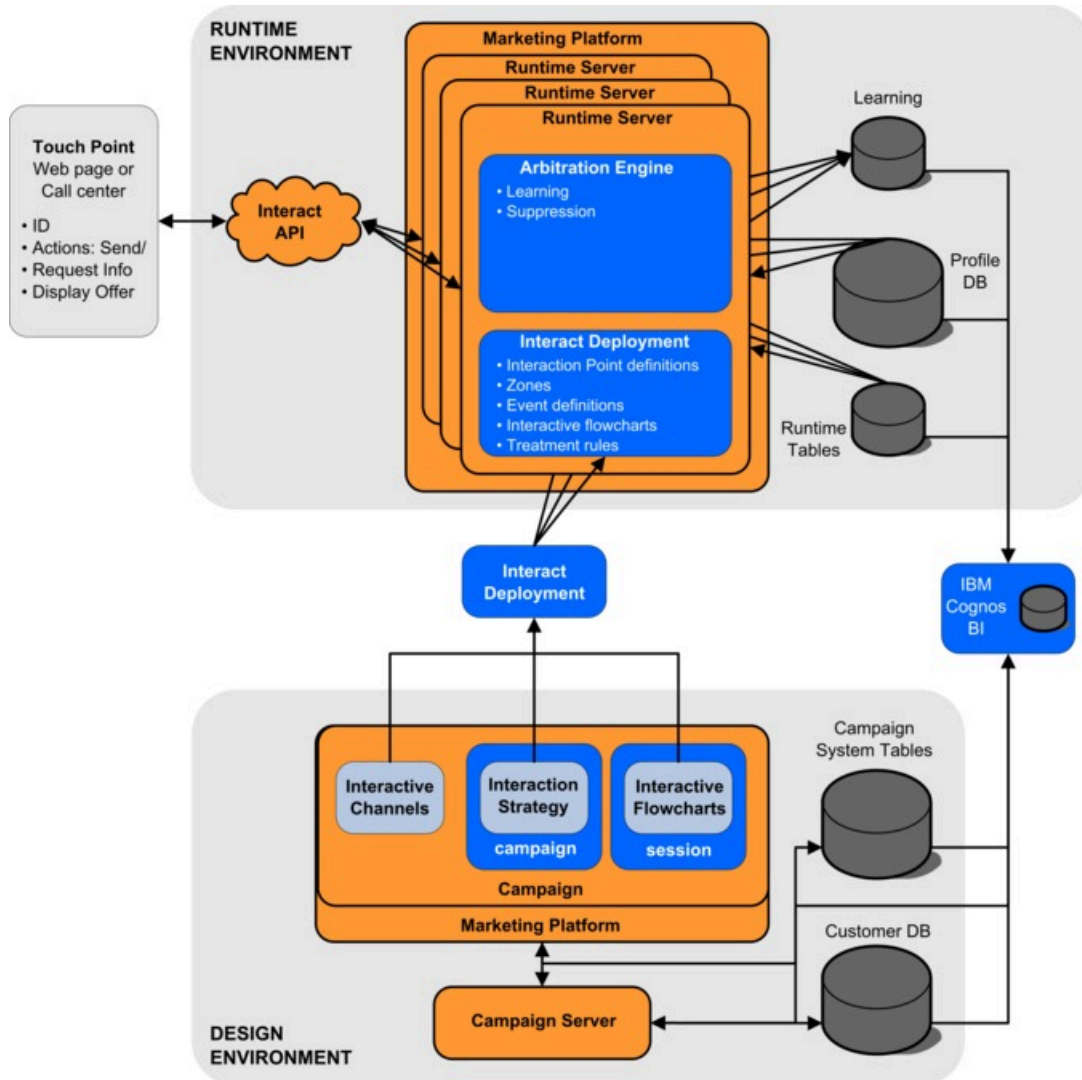 RUNTIME
ENVIRONMENT
Marketing Platform
Runtime Server
Runtime Server
Runtime Server
Learning
Touch Point
Web page or
Call center
• ID
• Actions: Send/
• Request Info
• Display Offer
Interact
API
Arbitration Engine
• Learning
• Suppression
Profile
DB
Interact Deployment
• Interaction Point definitions
• Zones
• Event definitions
• Interactive flowcharts
• Treatment rules
Runtime
Tables
Interact
Deployment
IBM
Cognos
BI
Campaign
System Tables
Interactive
Channels
Interaction
Strategy
campaign
Interactive
Flowcharts
session
Campaign
Marketing Platform
Customer DB
Campaign Server
DESIGN
ENVIRONMENT